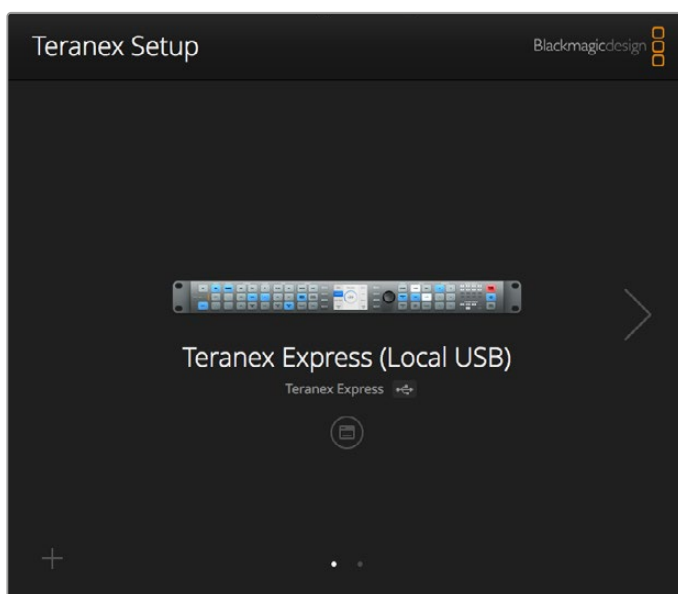 Teranex Setup
Blackmagicdesign
Teranex Express (Local USB)
Teranex Express